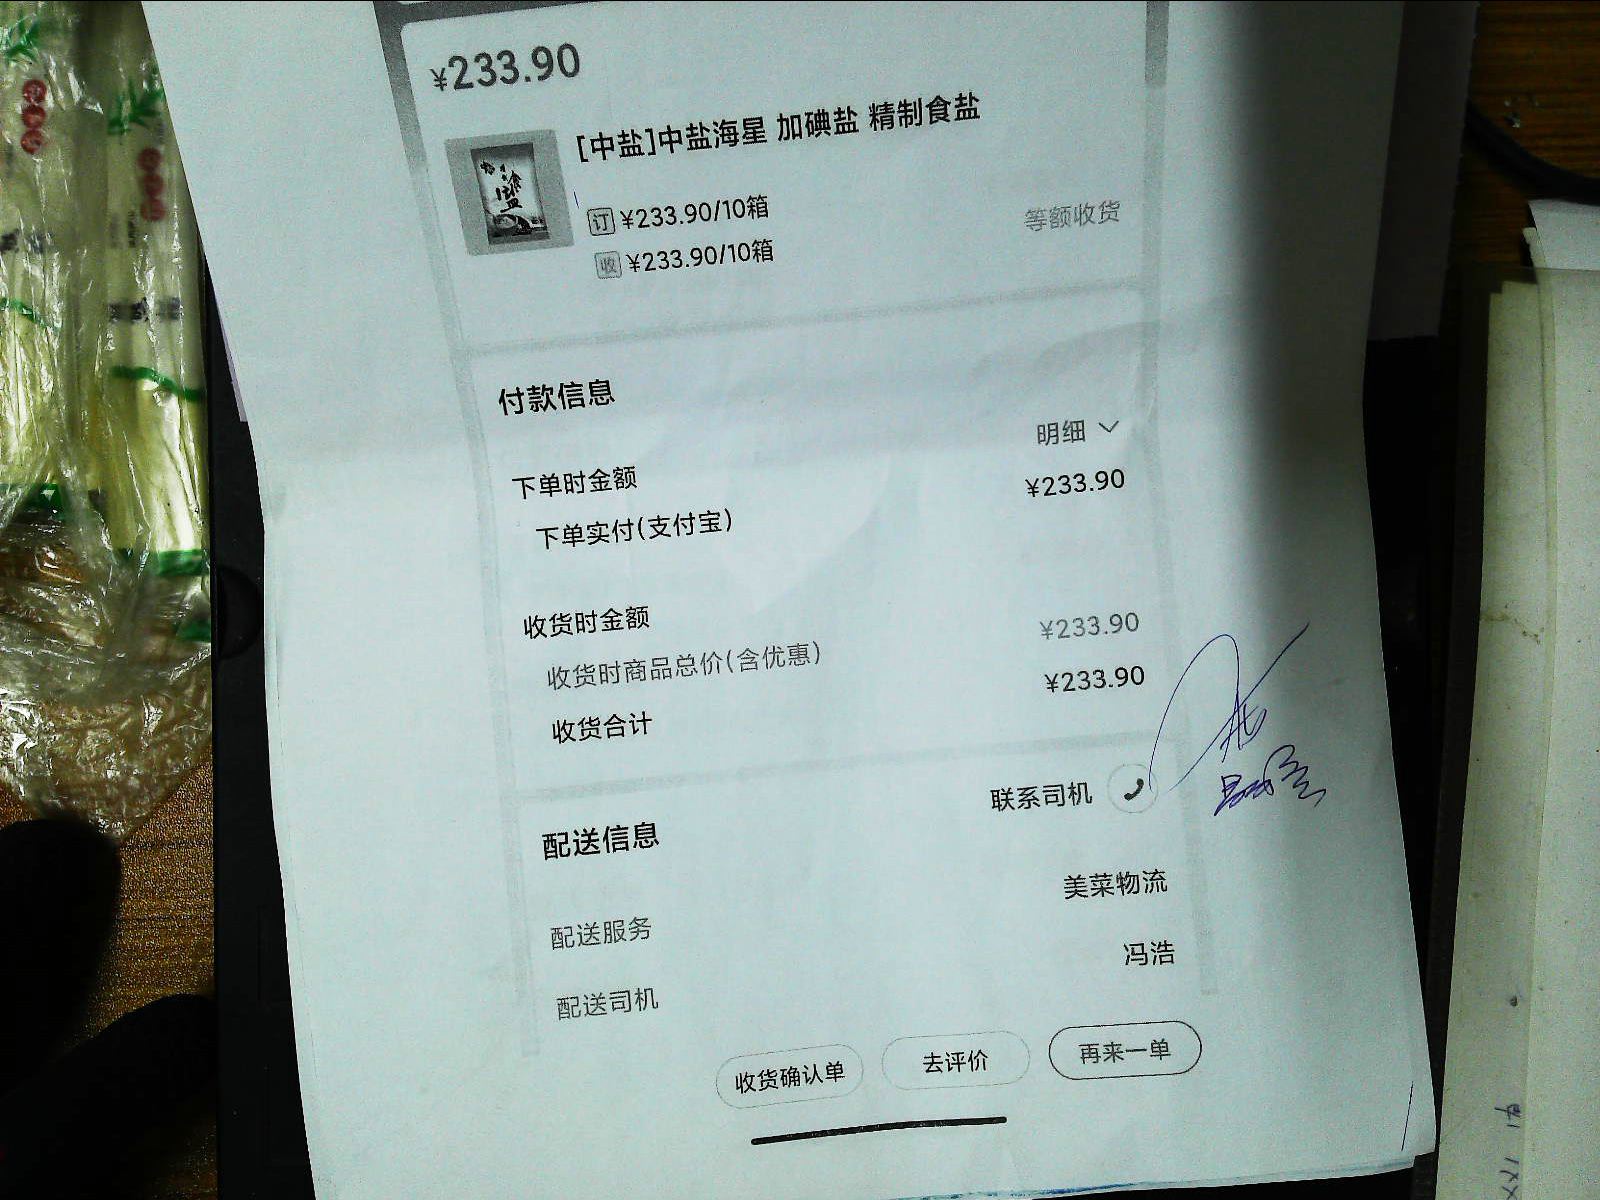 ¥233.90
[中盐]中盐海星 加碘盐 精制食盐
订 ¥233.90/10箱
等额收货
收 ¥233.90/10箱
付款信息
明细
下单时金额
¥233.90
下单实付(支付宝)
收货时金额
¥233.90
收货时商品总价(含优惠)
¥233.90
收货合计
联系司机
配送信息
美菜物流
配送服务
冯浩
配送司机
收货确认单
去评价
再来一单